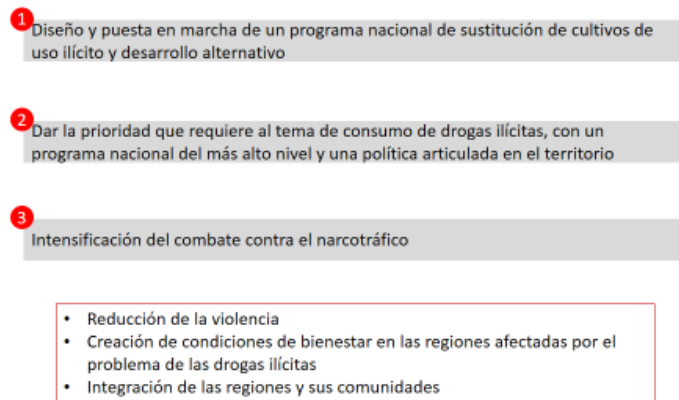 1
Diseño y puesta en marcha de un programa nacional de sustitución de cultivos de
uso ilícito y desarrollo alternativo
2
Dar la prioridad que requiere al tema de consumo de drogas ilícitas, con un
programa nacional del más alto nivel y una política articulada en el territorio
3
Intensificación del combate contra el narcotráfico
• Reducción de la violencia
• Creación de condiciones de bienestar en las regiones afectadas por el
problema de las drogas ilícitas
• Integración de las regiones y sus comunidades